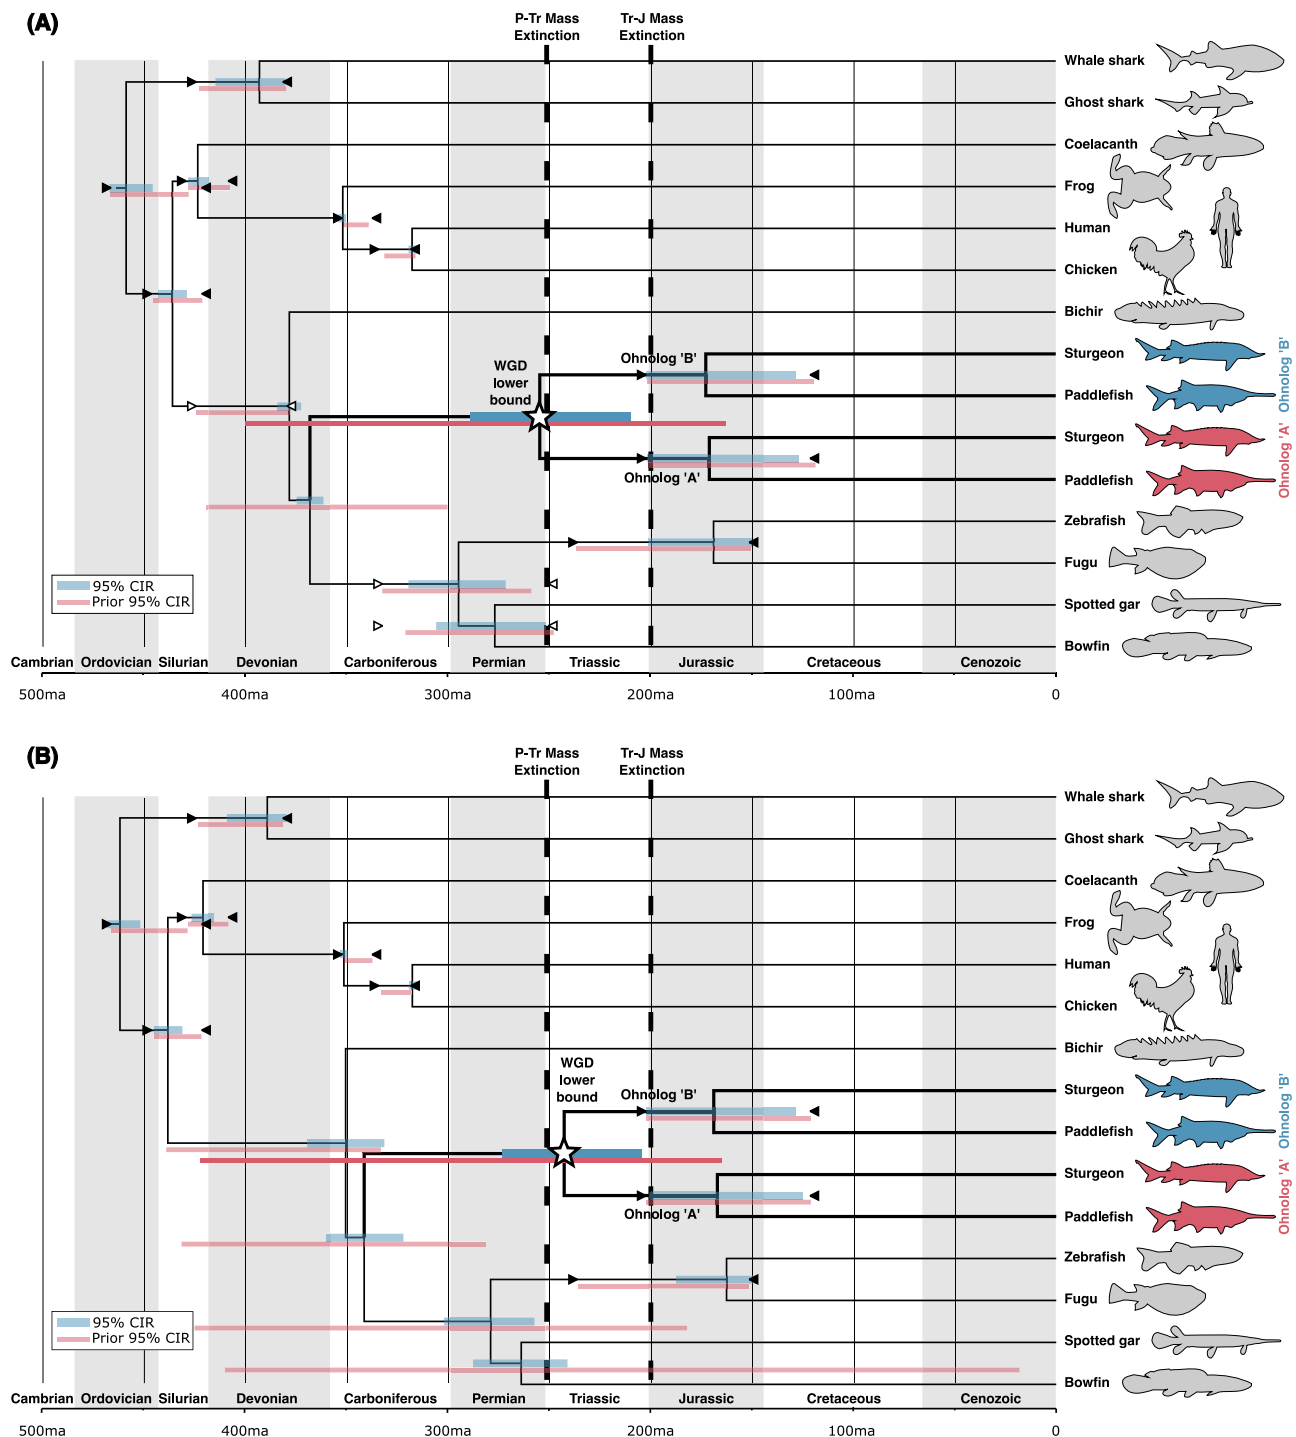 (A)
P-Tr Mass
Extinction
Tr-J Mass
Extinction
Whale shark
Ghost shark
Coelacanth
Frog
Human
Chicken
Bichir
WGD
lower
bound
Ohnolog 'B'
Sturgeon
Paddlefish
Ohnolog 'B'
Ohnolog 'A'
Sturgeon
Paddlefish
Ohnolog 'A'
Zebrafish
Fugu
95% CIR
Prior 95% CIR
Spotted gar
Bowfin
Cambrian Ordovician Silurian Devonian Carboniferous Permian Triassic Jurassic Cretaceous Cenozoic
500ma 400ma 300ma 200ma 100ma 0
(B)
P-Tr Mass
Extinction
Tr-J Mass
Extinction
Whale shark
Ghost shark
Coelacanth
Frog
Human
Chicken
Bichir
WGD
lower
bound
Ohnolog 'B'
Sturgeon
Paddlefish
Ohnolog 'B'
Ohnolog 'A'
Sturgeon
Paddlefish
Ohnolog 'A'
Zebrafish
Fugu
95% CIR
Prior 95% CIR
Spotted gar
Bowfin
Cambrian Ordovician Silurian Devonian Carboniferous Permian Triassic Jurassic Cretaceous Cenozoic
500ma 400ma 300ma 200ma 100ma 0